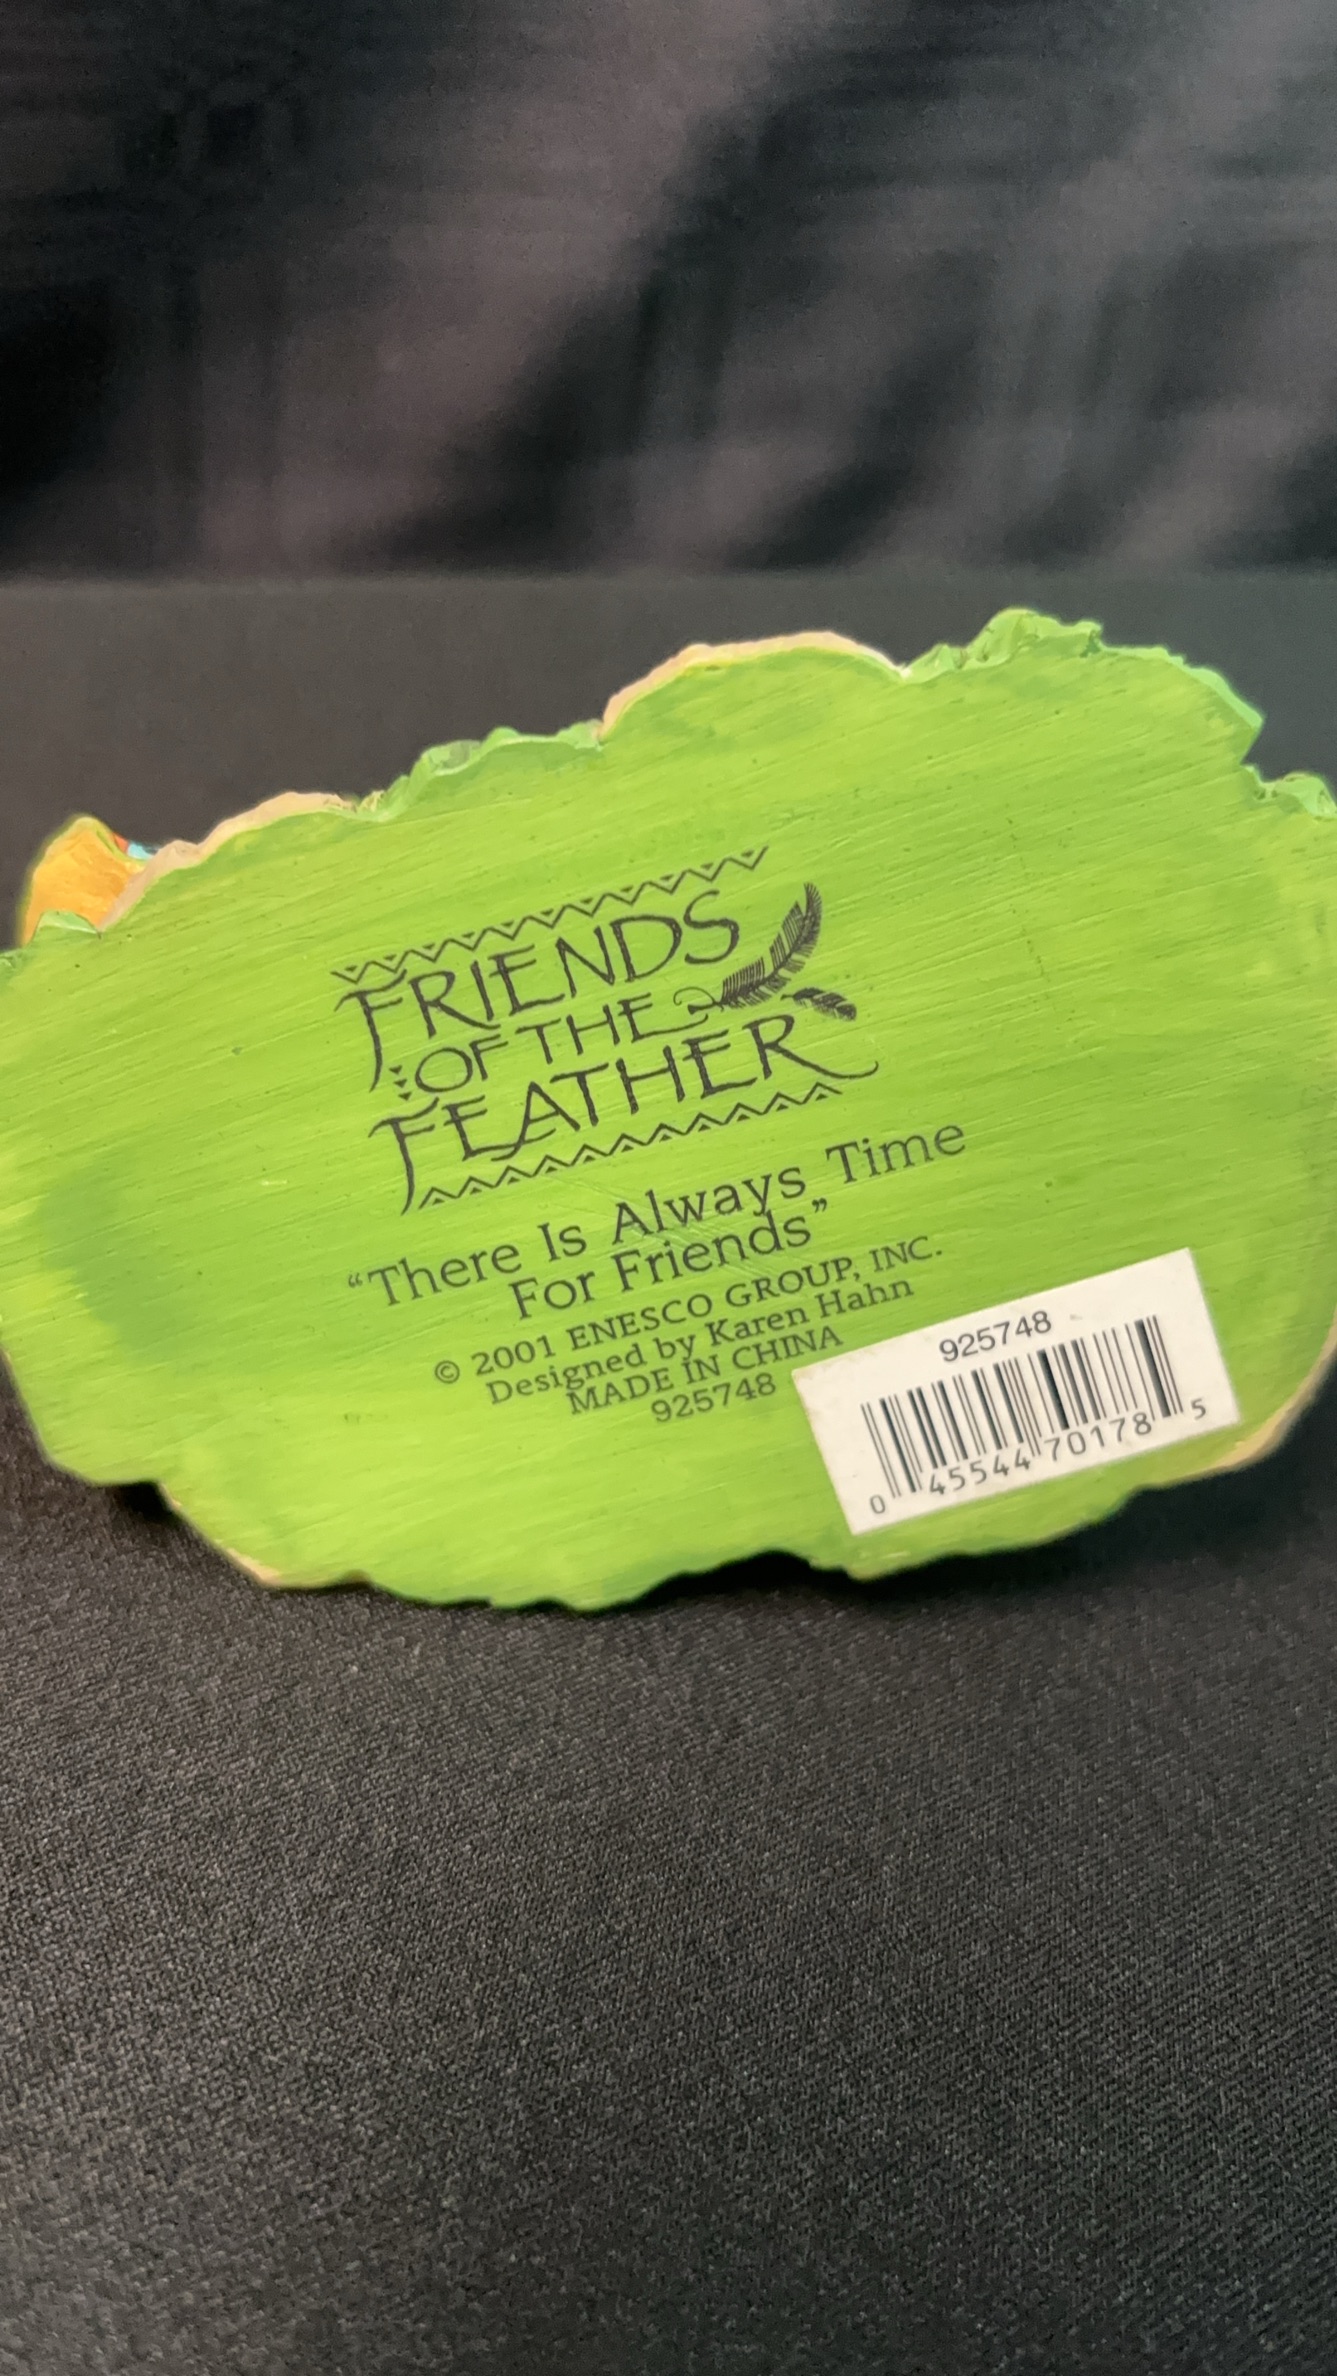 FRIENDS
OF THE
FEATHER
“There Is Always Time
For Friends”
© 2001 ENESCO GROUP, INC.
Designed by Karen Hahn
MADE IN CHINA
925748
925748
0 45544 70178 5